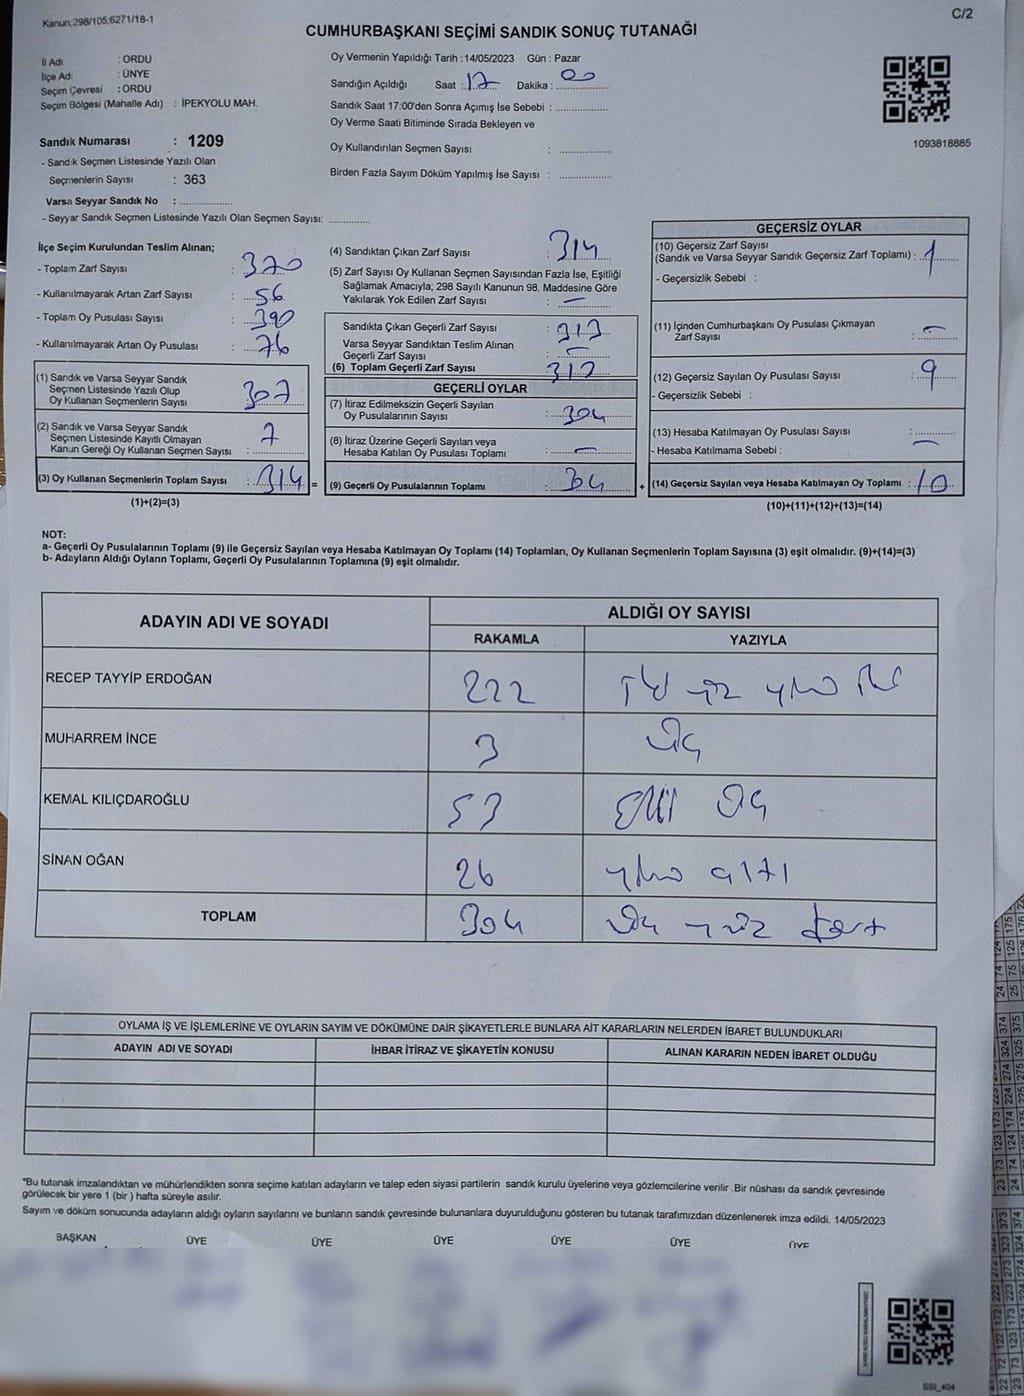 Kanun;298/105;6271/18-1
C/2
CUMHURBAŞKANI SEÇİMİ SANDIK SONUÇ TUTANAĞI
İl Adı : ORDU
İlçe Adı : ÜNYE
Seçim Çevresi : ORDU
Seçim Bölgesi (Mahalle Adı) : İPEKYOLU MAH.
Sandık Numarası : 1209
- Sandık Seçmen Listesinde Yazılı Olan
Seçmenlerin Sayısı : 363
Varsa Seyyar Sandık No :
- Seyyar Sandık Seçmen Listesinde Yazılı Olan Seçmen Sayısı:
Oy Vermenin Yapıldığı Tarih :14/05/2023 Gün : Pazar
Sandığın Açıldığı Saat : 17 Dakika : 00
Sandık Saat 17:00'den Sonra Açımış İse Sebebi :
Oy Verme Saati Bitiminde Sırada Bekleyen ve
Oy Kullandırılan Seçmen Sayısı :
Birden Fazla Sayım Döküm Yapılmış İse Sayısı :
1093818885
İlçe Seçim Kurulundan Teslim Alınan;
- Toplam Zarf Sayısı : 370
- Kullanılmayarak Artan Zarf Sayısı : 56
- Toplam Oy Pusulası Sayısı : 390
- Kullanılmayarak Artan Oy Pusulası : 76
(1) Sandık ve Varsa Seyyar Sandık
Seçmen Listesinde Yazılı Olup
Oy Kullanan Seçmenlerin Sayısı : 307
(2) Sandık ve Varsa Seyyar Sandık
Seçmen Listesinde Kayıtlı Olmayan
Kanun Gereği Oy Kullanan Seçmen Sayısı : 7
(3) Oy Kullanan Seçmenlerin Toplam Sayısı : 314 =
(1)+(2)=(3)
(4) Sandıktan Çıkan Zarf Sayısı : 314
(5) Zarf Sayısı Oy Kullanan Seçmen Sayısından Fazla İse, Eşitliği
Sağlamak Amacıyla; 298 Sayılı Kanunun 98. Maddesine Göre
Yakılarak Yok Edilen Zarf Sayısı : —
Sandıkta Çıkan Geçerli Zarf Sayısı : 313
Varsa Seyyar Sandıktan Teslim Alınan
Geçerli Zarf Sayısı : —
(6) Toplam Geçerli Zarf Sayısı : 313
GEÇERLİ OYLAR
(7) İtiraz Edilmeksizin Geçerli Sayılan
Oy Pusulalarının Sayısı : 304
(8) İtiraz Üzerine Geçerli Sayılan veya
Hesaba Katılan Oy Pusulası Toplamı : —
(9) Geçerli Oy Pusulalarının Toplamı : 304 +
GEÇERSİZ OYLAR
(10) Geçersiz Zarf Sayısı
(Sandık ve Varsa Seyyar Sandık Geçersiz Zarf Toplamı) : 1
- Geçersizlik Sebebi :
(11) İçinden Cumhurbaşkanı Oy Pusulası Çıkmayan
Zarf Sayısı : —
(12) Geçersiz Sayılan Oy Pusulası Sayısı : 9
- Geçersizlik Sebebi :
(13) Hesaba Katılmayan Oy Pusulası Sayısı : —
- Hesaba Katılmama Sebebi :
(14) Geçersiz Sayılan veya Hesaba Katılmayan Oy Toplamı : 10
(10)+(11)+(12)+(13)=(14)
NOT:
a- Geçerli Oy Pusulalarının Toplamı (9) ile Geçersiz Sayılan veya Hesaba Katılmayan Oy Toplamı (14) Toplamları, Oy Kullanan Seçmenlerin Toplam Sayısına (3) eşit olmalıdır. (9)+(14)=(3)
b- Adayların Aldığı Oyların Toplamı, Geçerli Oy Pusulalarının Toplamına (9) eşit olmalıdır.
ADAYIN ADI VE SOYADI
ALDIĞI OY SAYISI
RAKAMLA YAZIYLA
RECEP TAYYİP ERDOĞAN 222 iki yüz yirmi iki
MUHARREM İNCE 3 üç
KEMAL KILIÇDAROĞLU 53 Elli üç
SİNAN OĞAN 26 yirmi altı
TOPLAM 304 üç yüz dört
OYLAMA İŞ VE İŞLEMLERİNE VE OYLARIN SAYIM VE DÖKÜMÜNE DAİR ŞİKAYETLERLE BUNLARA AİT KARARLARIN NELERDEN İBARET BULUNDUKLARI
ADAYIN ADI VE SOYADI İHBAR İTİRAZ VE ŞİKAYETİN KONUSU ALINAN KARARIN NEDEN İBARET OLDUĞU
*Bu tutanak imzalandıktan ve mühürlendikten sonra seçime katılan adayların ve talep eden siyasi partilerin sandık kurulu üyelerine veya gözlemcilerine verilir .Bir nüshası da sandık çevresinde
görülecek bir yere 1 (bir ) hafta süreyle asılır.
Sayım ve döküm sonucunda adayların aldığı oyların sayılarını ve bunların sandık çevresinde bulunanlara duyurulduğunu gösteren bu tutanak tarafımızdan düzenlenerek imza edildi. 14/05/2023
BAŞKAN ÜYE ÜYE ÜYE ÜYE ÜYE ÜYE
SSI_404